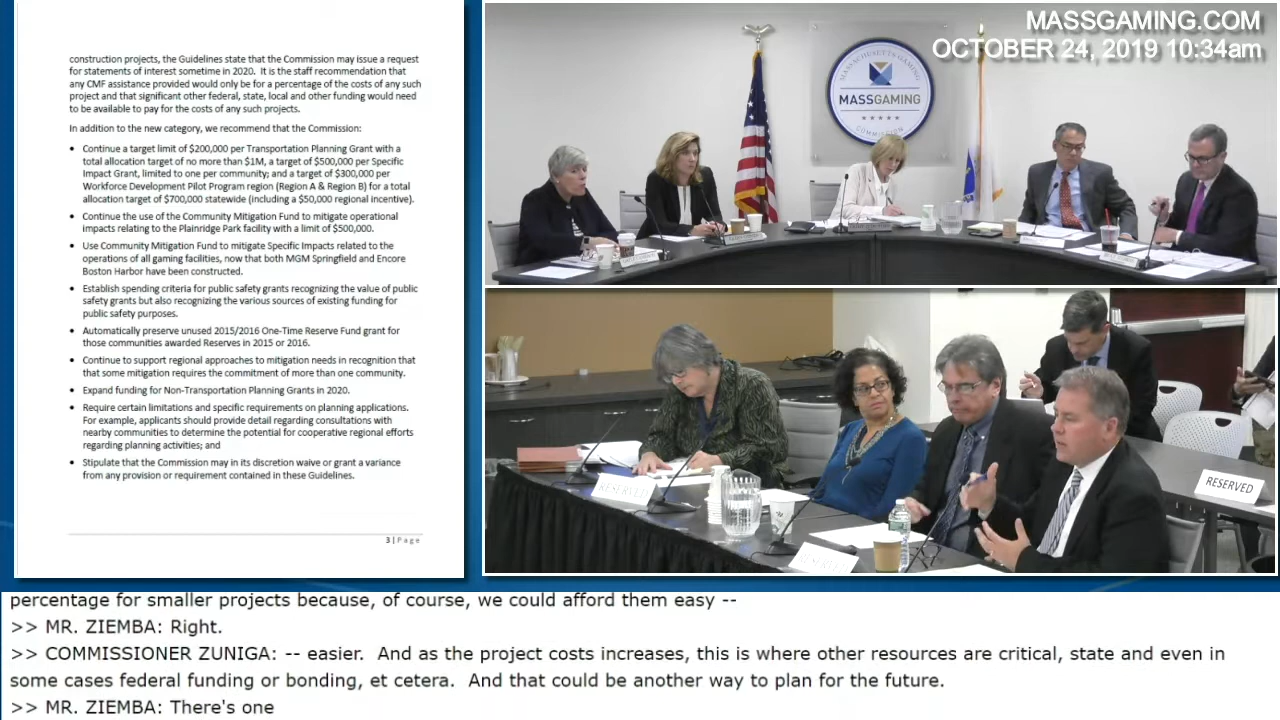 construction projects, the Guidelines state that the Commission may issue a request
for statements of interest sometime in 2020. It is the staff recommendation that
any CMF assistance provided would only be for a percentage of the costs of any such
project and that significant other federal, state, local and other funding would need
to be available to pay for the costs of any such projects.
In addition to the new category, we recommend that the Commission:
• Continue a target limit of $200,000 per Transportation Planning Grant with a
total allocation target of no more than $1M, a target of $500,000 per Specific
Impact Grant, limited to one per community; and a target of $300,000 per
Workforce Development Pilot Program region (Region A & Region B) for a total
allocation target of $700,000 statewide (including a $50,000 regional incentive).
• Continue the use of the Community Mitigation Fund to mitigate operational
impacts relating to the Plainridge Park facility with a limit of $500,000.
• Use Community Mitigation Fund to mitigate Specific Impacts related to the
operations of all gaming facilities, now that both MGM Springfield and Encore
Boston Harbor have been constructed.
• Establish spending criteria for public safety grants recognizing the value of public
safety grants but also recognizing the various sources of existing funding for
public safety purposes.
• Automatically preserve unused 2015/2016 One-Time Reserve Fund grant for
those communities awarded Reserves in 2015 or 2016.
• Continue to support regional approaches to mitigation needs in recognition that
that some mitigation requires the commitment of more than one community.
• Expand funding for Non-Transportation Planning Grants in 2020.
• Require certain limitations and specific requirements on planning applications.
For example, applicants should provide detail regarding consultations with
nearby communities to determine the potential for cooperative regional efforts
regarding planning activities; and
• Stipulate that the Commission may in its discretion waive or grant a variance
from any provision or requirement contained in these Guidelines.
3 | Page
MASSGAMING.COM
OCTOBER 24, 2019 10:34am
MASSACHUSETTS GAMING
MASSGAMING
COMMISSION
RESERVED
RESERVED
RESERVED
percentage for smaller projects because, of course, we could afford them easy --
>> MR. ZIEMBA: Right.
>> COMMISSIONER ZUNIGA: -- easier. And as the project costs increases, this is where other resources are critical, state and even in
some cases federal funding or bonding, et cetera. And that could be another way to plan for the future.
>> MR. ZIEMBA: There's one